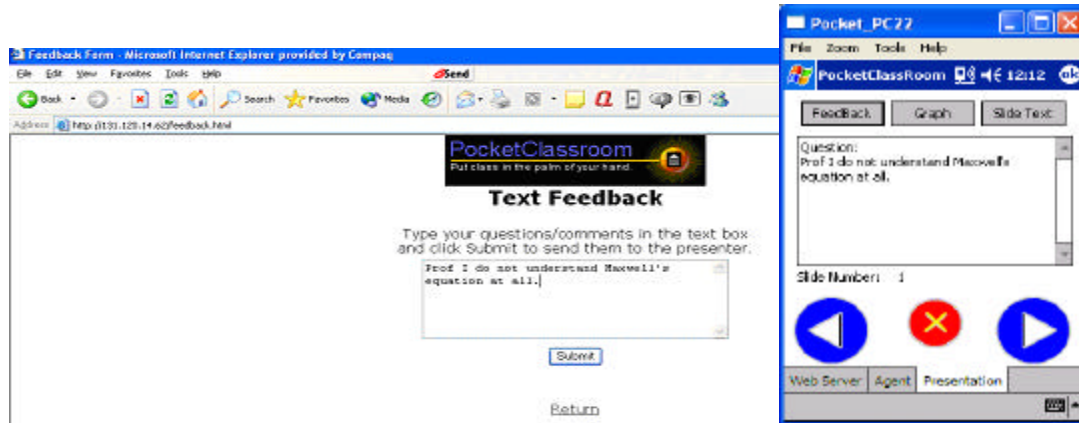 Feedback Form - Microsoft Internet Explorer provided by Compaq
File Edit View Favorites Tools Help
Send
Back Search Favorites Media
Address http://131.128.14.62/feedback.html
PocketClassroom
Put class in the palm of your hand.
Text Feedback
Type your questions/comments in the text box
and click Submit to send them to the presenter.
Prof I do not understand Maxwell's
equation at all.
Submit
Return
Pocket_PC22
File Zoom Tools Help
PocketClassRoom 12:12 ok
FeedBack Graph Slide Text
Question:
Prof I do not understand Maxwell's
equation at all.
Slide Number: 1
Web Server Agent Presentation